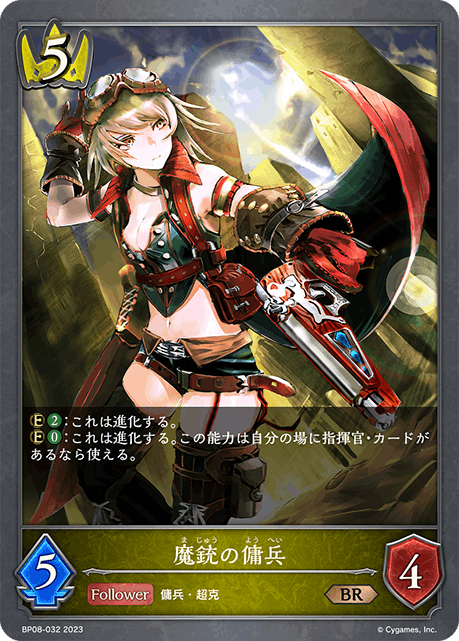 5
E 2:これは進化する。
E 0:これは進化する。この能力は自分の場に指揮官・カードが
あるなら使える。
ま じゅう よう へい
魔銃の傭兵
5
Follower 傭兵・超克 BR
4
BP08-032 2023 © Cygames, Inc.